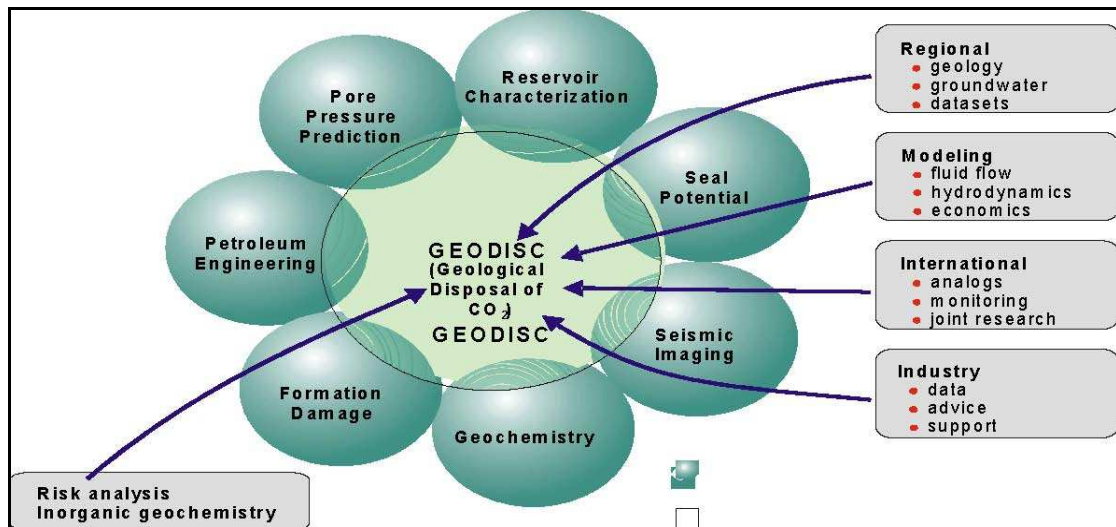 Reservoir
Characterization
Pore
Pressure
Prediction
Seal
Potential
Petroleum
Engineering
GEODISC
(Geological
Disposal of
CO2)
GEODISC
Seismic
Imaging
Formation
Damage
Geochemistry
Regional
geology
groundwater
datasets
Modeling
fluid flow
hydrodynamics
economics
International
analogs
monitoring
joint research
Industry
data
advice
support
Risk analysis
Inorganic geochemistry